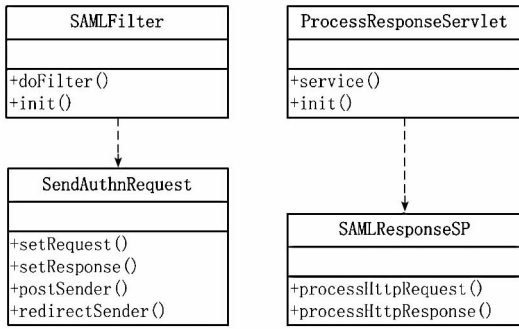 SAMLFilter
+doFilter()
+init()
SendAuthnRequest
+setRequest()
+setResponse()
+postSender()
+redirectSender()
ProcessResponseServlet
+service()
+init()
SAMLResponseSP
+processHttpRequest()
+processHttpResponse()